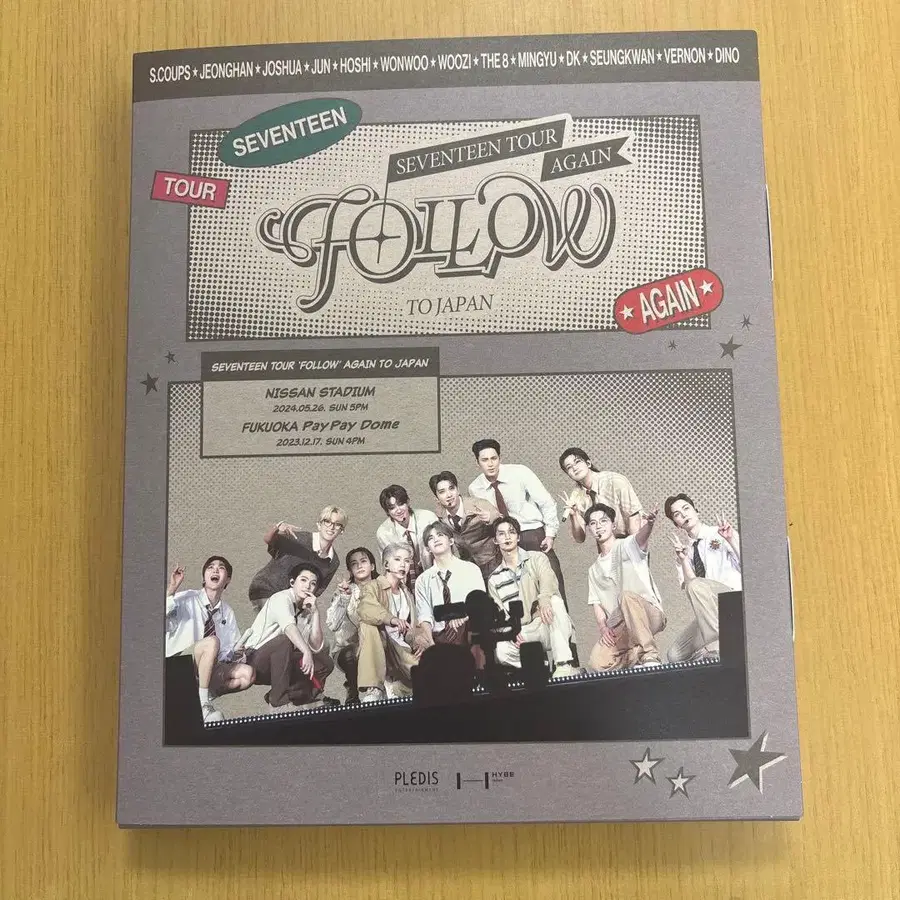 S.COUPS★JEONGHAN★JOSHUA★JUN★HOSHI★WONWOO★WOOZI★THE 8★MINGYU★DK★SEUNGKWAN★VERNON★DINO
SEVENTEEN
TOUR
SEVENTEEN TOUR
AGAIN
FOLLOW
TO JAPAN
★AGAIN★
SEVENTEEN TOUR 'FOLLOW' AGAIN TO JAPAN
NISSAN STADIUM
2024.05.26. SUN 5PM
FUKUOKA PayPay Dome
2023.12.17. SUN 4PM
PLEDIS
ENTERTAINMENT
HYBE